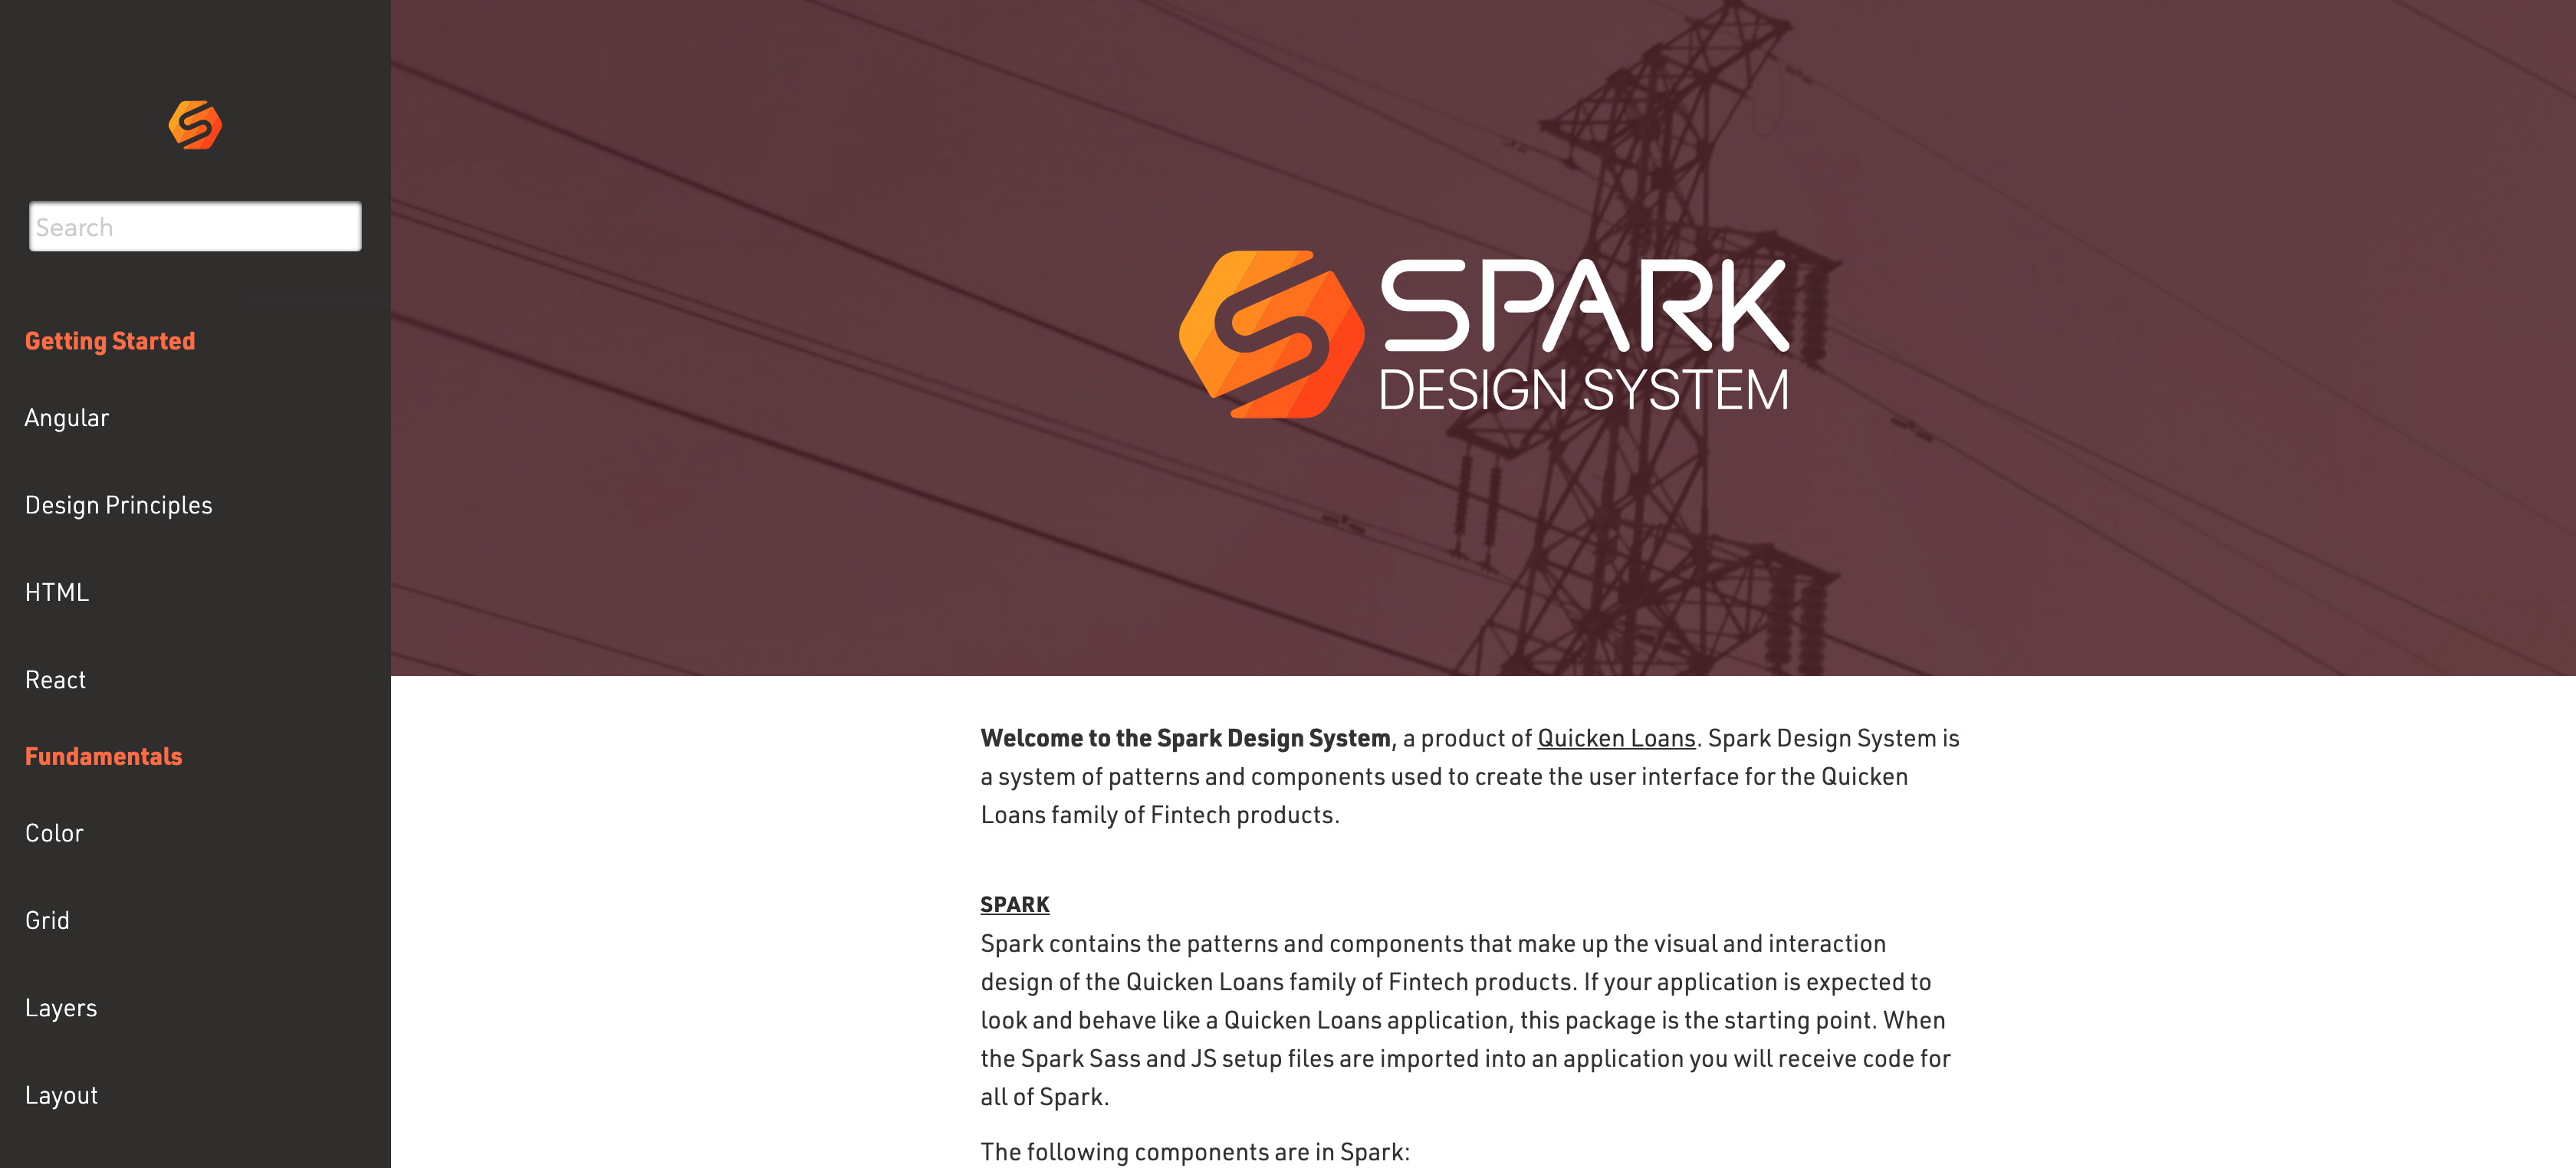 Search
Getting Started
Angular
Design Principles
HTML
React
Fundamentals
Color
Grid
Layers
Layout
SPARK
DESIGN SYSTEM
Welcome to the Spark Design System, a product of Quicken Loans. Spark Design System is
a system of patterns and components used to create the user interface for the Quicken
Loans family of Fintech products.
SPARK
Spark contains the patterns and components that make up the visual and interaction
design of the Quicken Loans family of Fintech products. If your application is expected to
look and behave like a Quicken Loans application, this package is the starting point. When
the Spark Sass and JS setup files are imported into an application you will receive code for
all of Spark.
The following components are in Spark: